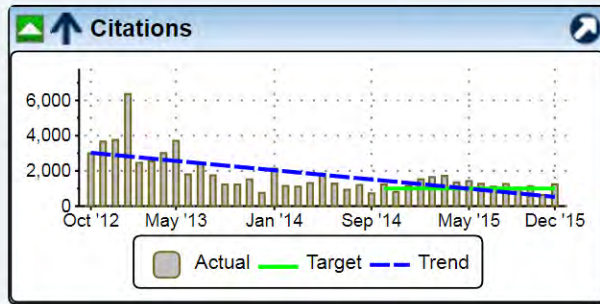 Citations
6,000
4,000
2,000
0
Oct '12 May '13 Jan '14 Sep '14 May '15 Dec '15
Actual Target Trend